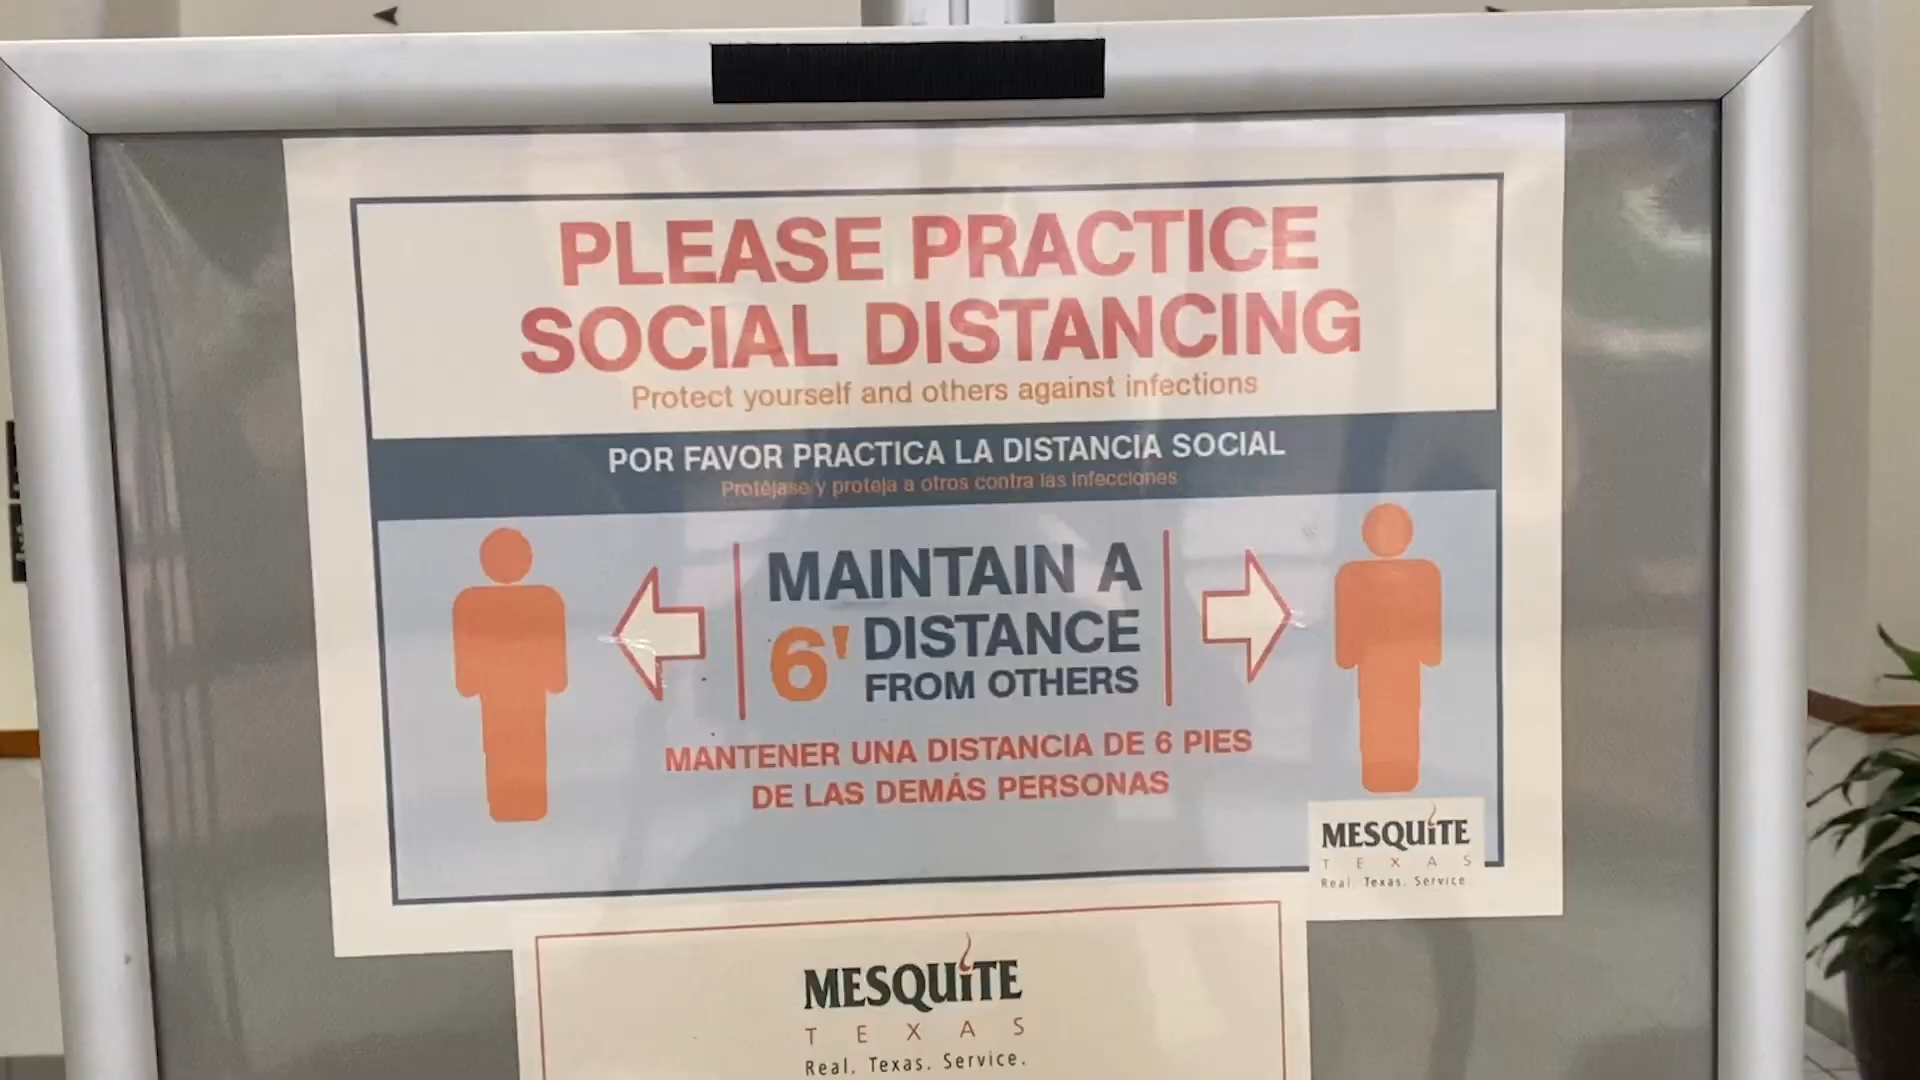 PLEASE PRACTICE
SOCIAL DISTANCING
Protect yourself and others against infections
POR FAVOR PRACTICA LA DISTANCIA SOCIAL
Protéjase y proteja a otros contra las infecciones
MAINTAIN A
6' DISTANCE
FROM OTHERS
MANTENER UNA DISTANCIA DE 6 PIES
DE LAS DEMÁS PERSONAS
MESQUiTE
TEXAS
Real. Texas. Service.
MESQUiTE
TEXAS
Real. Texas. Service.